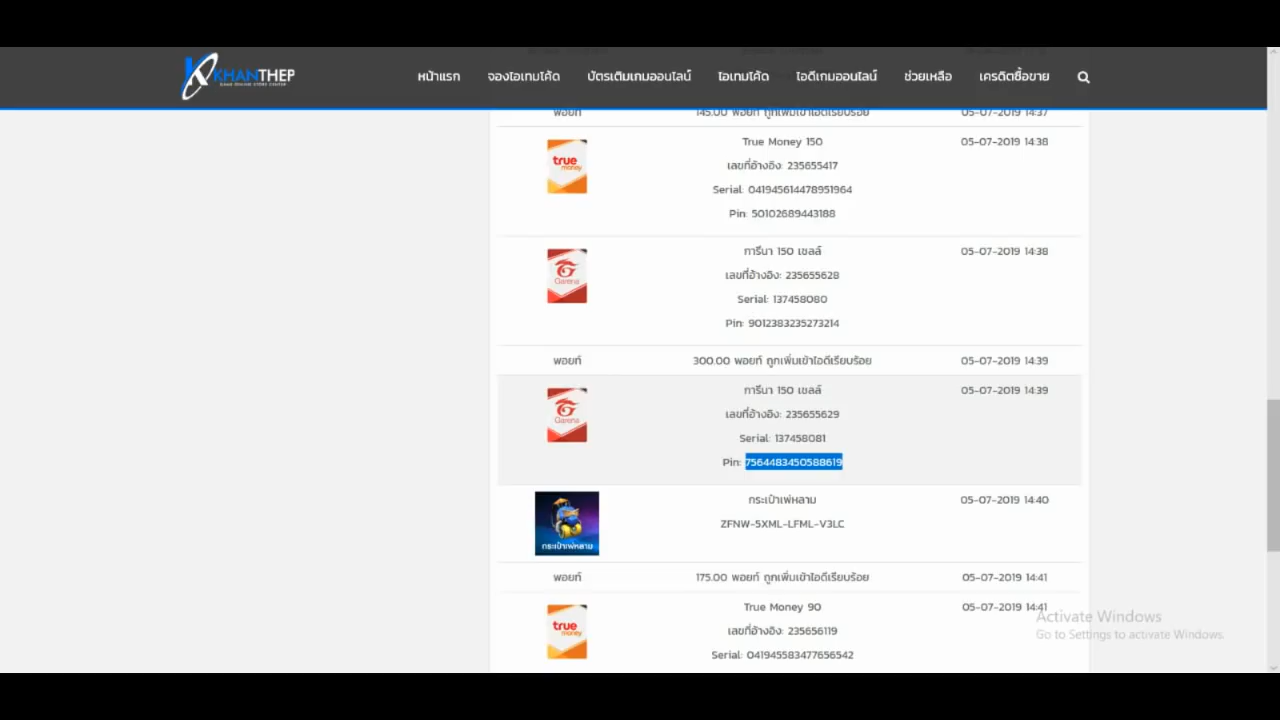 KHANTHEP
GAME ONLINE STORE CENTER
หน้าแรก
จองไอเทมโค้ด
บัตรเติมเกมออนไลน์
ไอเทมโค้ด
ไอดีเกมออนไลน์
ช่วยเหลือ
เครดิตซื้อขาย
พอยท์ 145.00 พอยท์ ถูกเพิ่มเข้าไอดีเรียบร้อย 05-07-2019 14:37
true money
True Money 150 05-07-2019 14:38
เลขที่อ้างอิง: 235655417
Serial: 041945614478951964
Pin: 50102689443188
Garena
การีนา 150 เชลล์ 05-07-2019 14:38
เลขที่อ้างอิง: 235655628
Serial: 137458080
Pin: 9012383235273214
พอยท์ 300.00 พอยท์ ถูกเพิ่มเข้าไอดีเรียบร้อย 05-07-2019 14:39
Garena
การีนา 150 เชลล์ 05-07-2019 14:39
เลขที่อ้างอิง: 235655629
Serial: 137458081
Pin: 7564483450588619
กระเป๋าเพ่หลาม
กระเป๋าเพ่หลาม 05-07-2019 14:40
ZFNW-5XML-LFML-V3LC
พอยท์ 175.00 พอยท์ ถูกเพิ่มเข้าไอดีเรียบร้อย 05-07-2019 14:41
true money
True Money 90 05-07-2019 14:41
เลขที่อ้างอิง: 235656119
Serial: 041945583477656542
Activate Windows
Go to Settings to activate Windows.